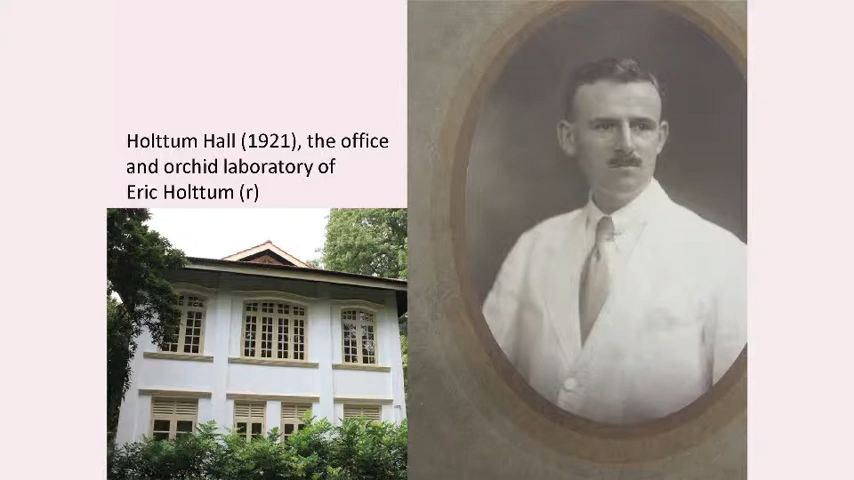 Holttum Hall (1921), the office
and orchid laboratory of
Eric Holttum (r)